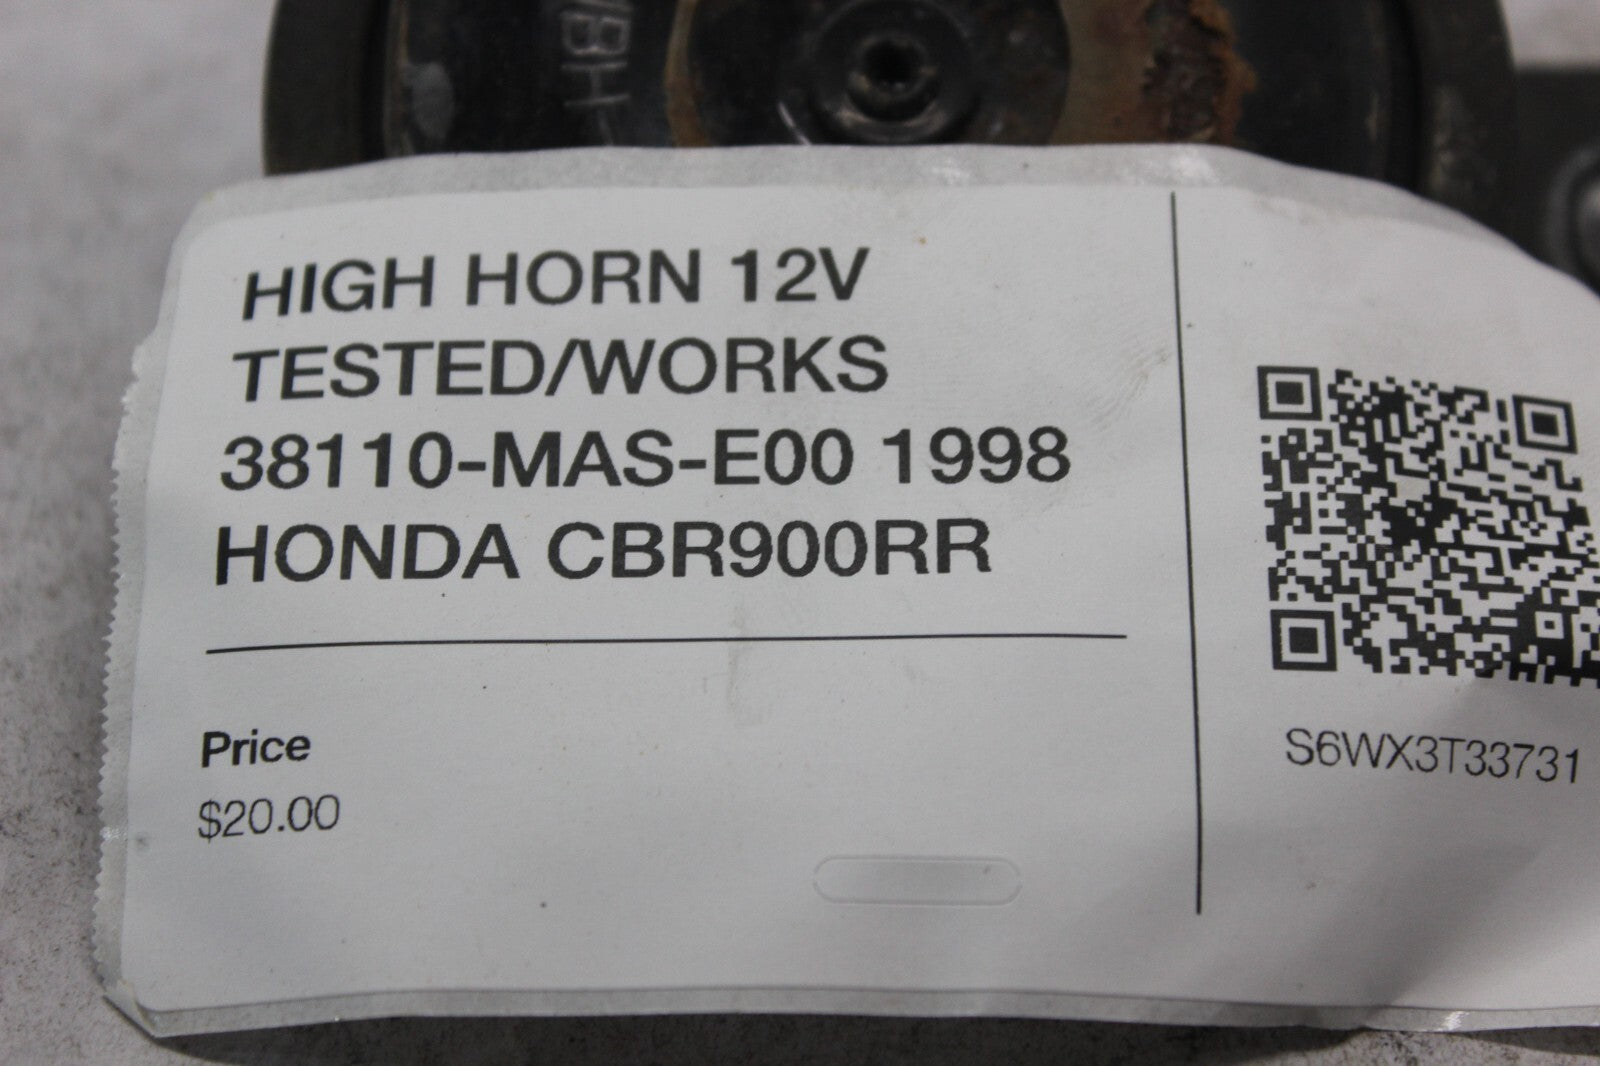 HIGH HORN 12V
TESTED/WORKS
38110-MAS-E00 1998
HONDA CBR900RR
Price
$20.00
S6WX3T33731